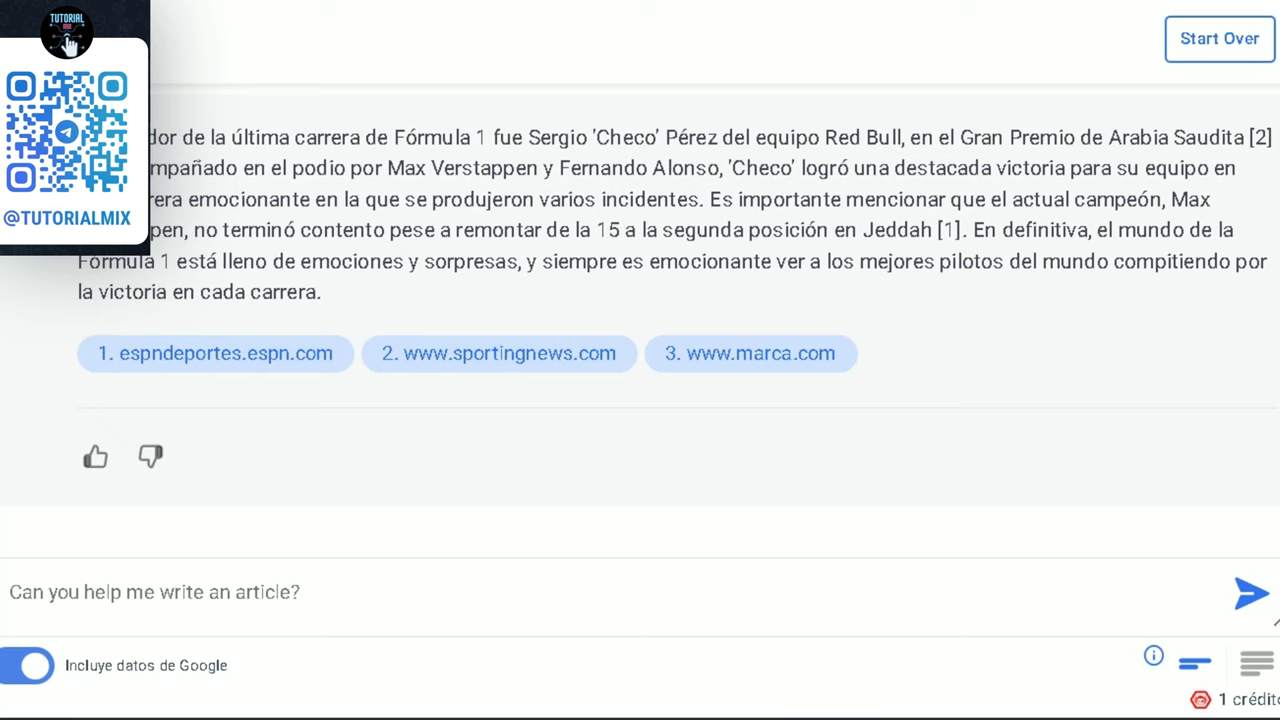 TUTORIAL
MIX
@TUTORIALMIX
Start Over
dor de la última carrera de Fórmula 1 fue Sergio 'Checo' Pérez del equipo Red Bull, en el Gran Premio de Arabia Saudita [2]
mpañado en el podio por Max Verstappen y Fernando Alonso, 'Checo' logró una destacada victoria para su equipo en
rera emocionante en la que se produjeron varios incidentes. Es importante mencionar que el actual campeón, Max
pen, no terminó contento pese a remontar de la 15 a la segunda posición en Jeddah [1]. En definitiva, el mundo de la
Fórmula 1 está lleno de emociones y sorpresas, y siempre es emocionante ver a los mejores pilotos del mundo compitiendo por
la victoria en cada carrera.
1. espndeportes.espn.com 2. www.sportingnews.com 3. www.marca.com
Can you help me write an article?
Incluye datos de Google
1 crédito